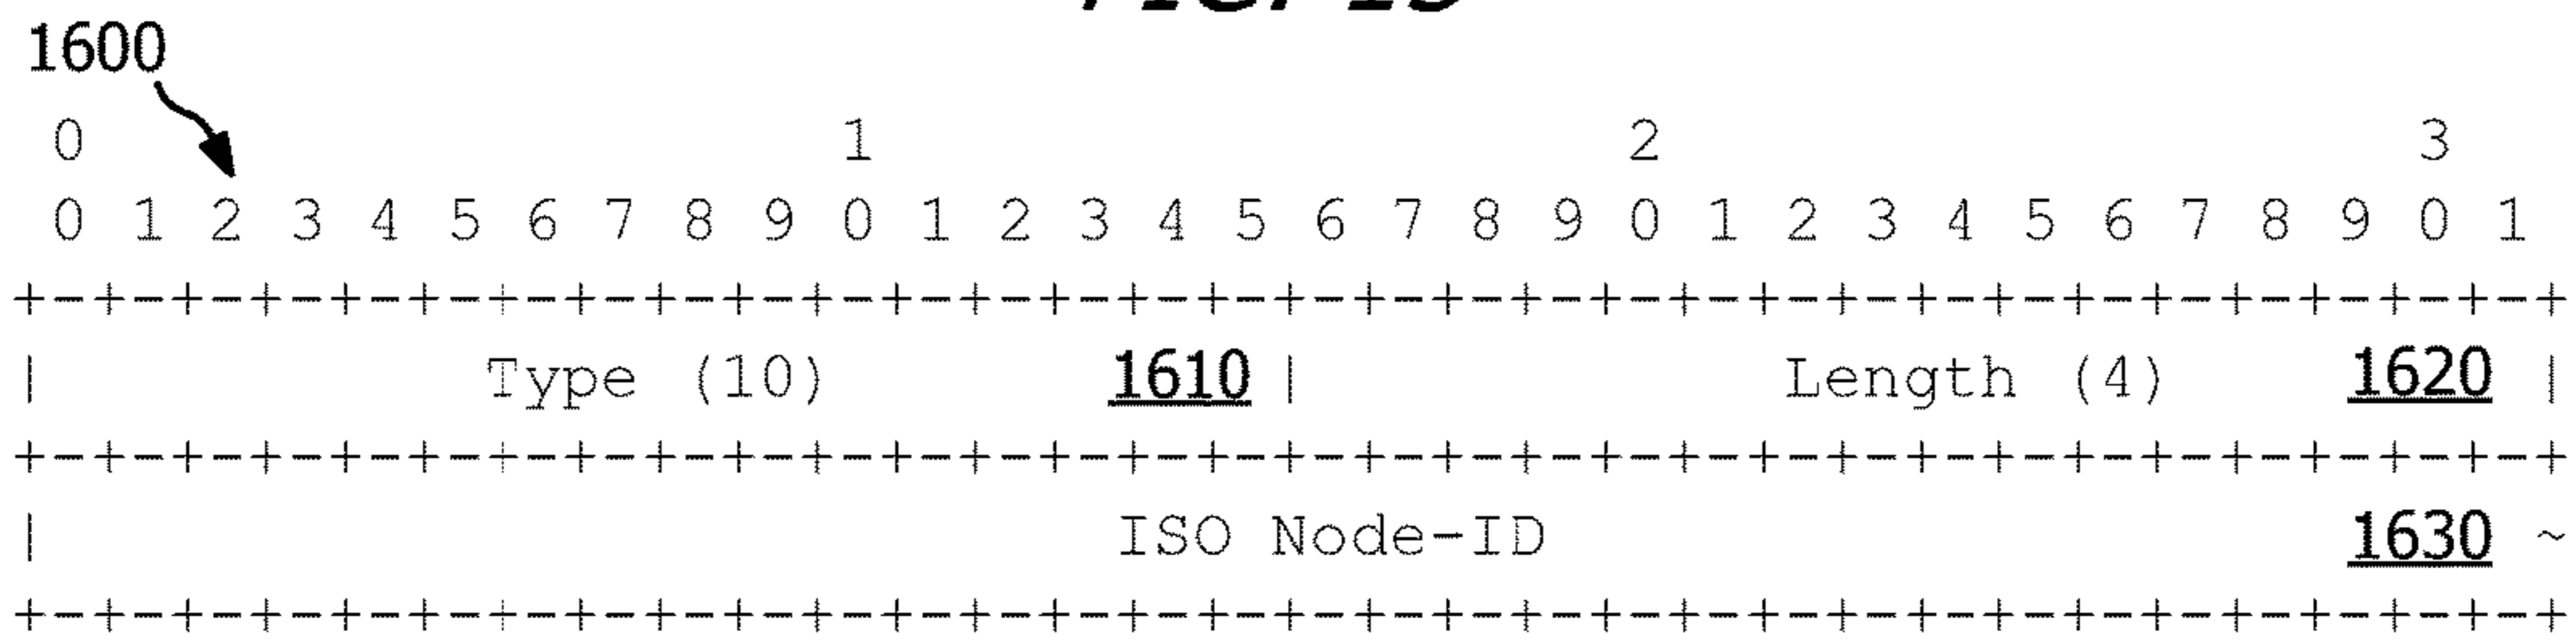 1600
0 1 2 3
0 1 2 3 4 5 6 7 8 9 0 1 2 3 4 5 6 7 8 9 0 1 2 3 4 5 6 7 8 9 0 1
+-+-+-+-+-+-+-+-+-+-+-+-+-+-+-+-+-+-+-+-+-+-+-+-+-+-+-+-+-+-+-+-+
| Type (10) 1610 | Length (4) 1620 |
+-+-+-+-+-+-+-+-+-+-+-+-+-+-+-+-+-+-+-+-+-+-+-+-+-+-+-+-+-+-+-+-+
| ISO Node-ID 1630 ~
+-+-+-+-+-+-+-+-+-+-+-+-+-+-+-+-+-+-+-+-+-+-+-+-+-+-+-+-+-+-+-+-+